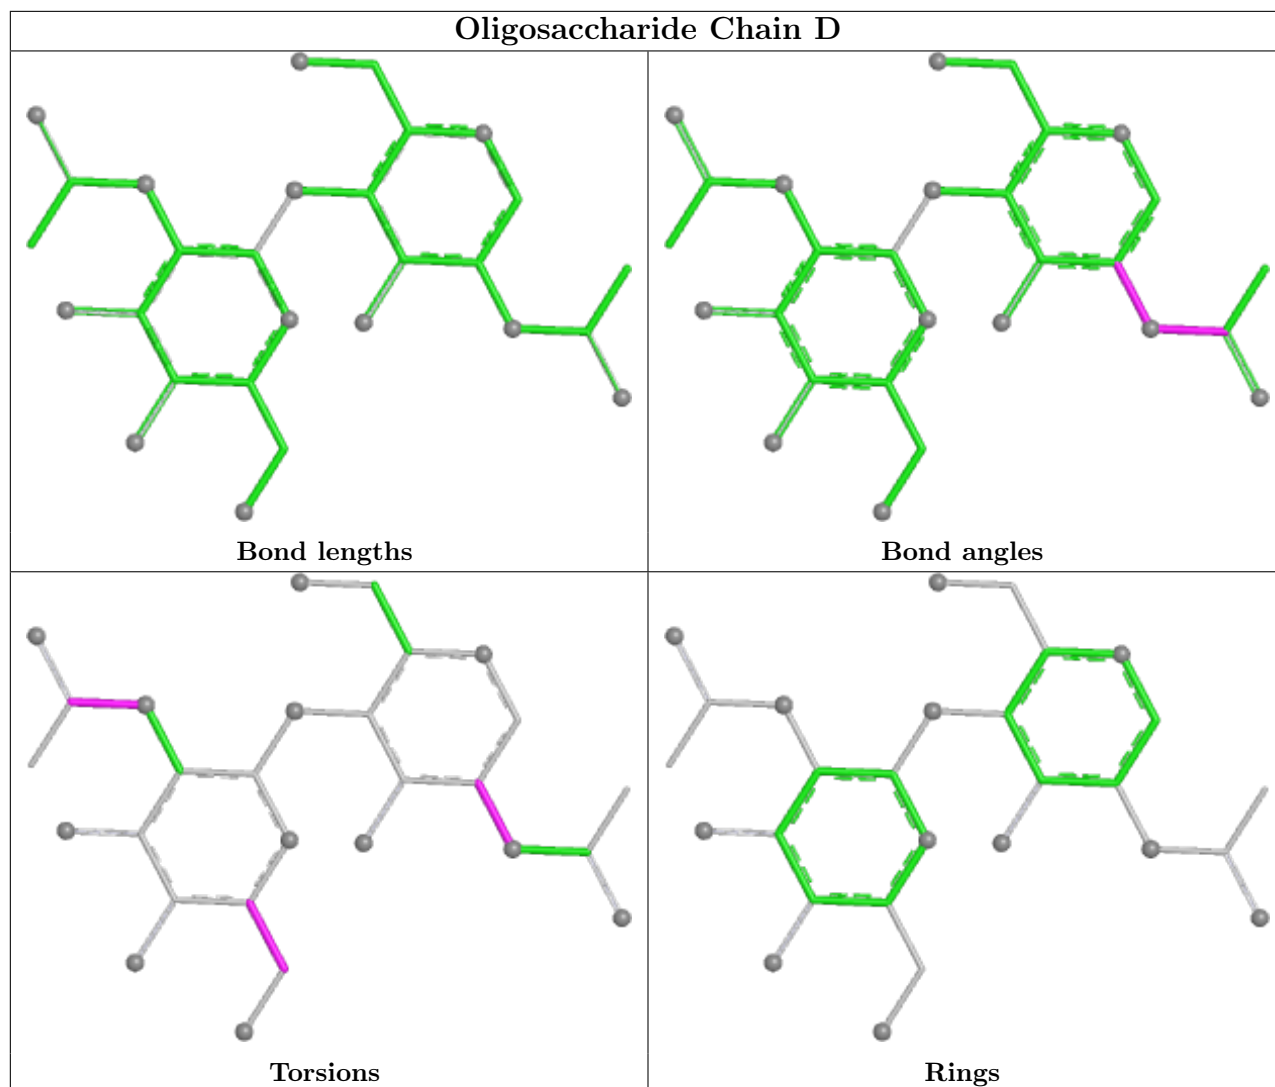 Oligosaccharide Chain D
Bond lengths
Bond angles
Torsions
Rings